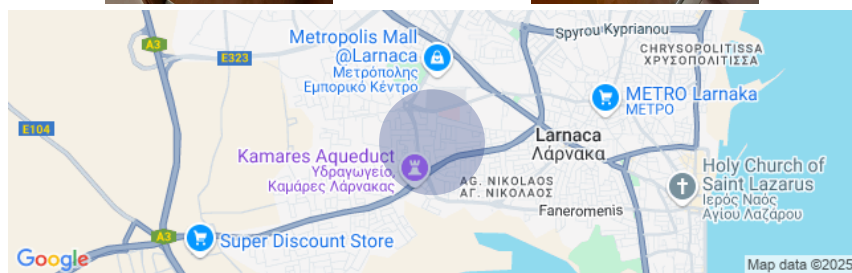 A3
E323
Metropolis Mall
@Larnaca
Μετρόπολης
Εμπορικό Κέντρο
Spyrou Kyprianou
CHRYSOPOLITISSA
ΧΡΥΣΟΠΟΛΙΤΙΣΣΑ
METRO Larnaka
ΜΕΤΡΟ
E104
Larnaca
Λάρνακα
Kamares Aqueduct
Υδραγωγείο,
Καμάρες Λάρνακας
AG. NIKOLAOS
ΑΓ. ΝΙΚΟΛΑΟΣ
Faneromenis
Holy Church of
Saint Lazarus
Ιερός Ναός
Αγίου Λαζάρου
A3
Super Discount Store
Google
Map data ©2025